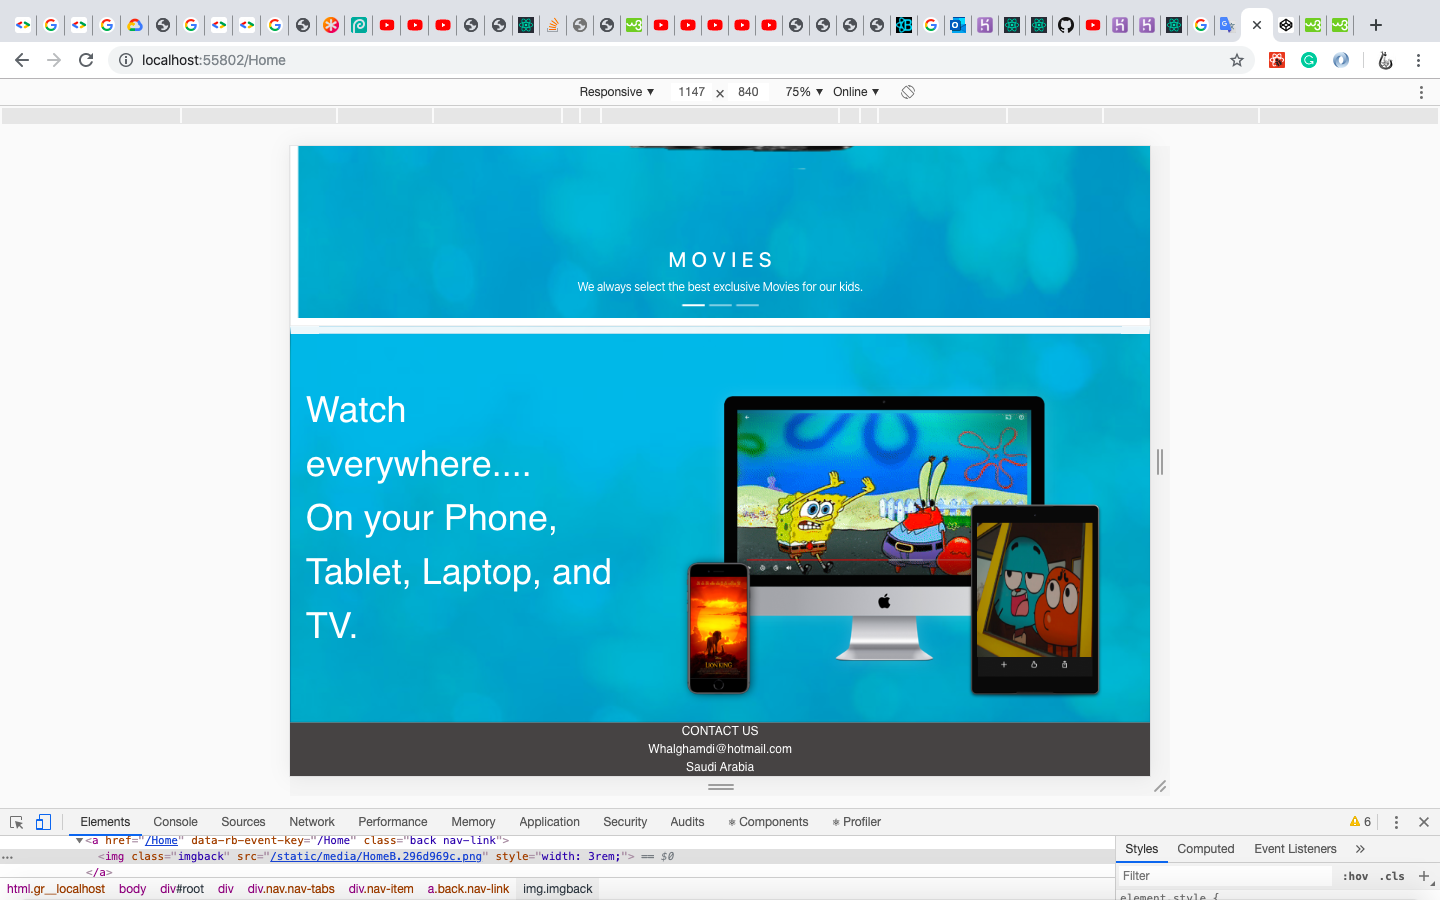 localhost:55802/Home
Responsive ▼ 1147 × 840 75% ▼ Online ▼
MOVIES
We always select the best exclusive Movies for our kids.
Watch
everywhere....
On your Phone,
Tablet, Laptop, and
TV.
THE LION KING
CONTACT US
Whalghamdi@hotmail.com
Saudi Arabia
Elements Console Sources Network Performance Memory Application Security Audits ⚛ Components ⚛ Profiler 6
<a href="/Home" data-rb-event-key="/Home" class="back nav-link">
<img class="imgback" src="/static/media/HomeB.296d969c.png" style="width: 3rem;"> == $0
</a>
html.gr__localhost body div#root div div.nav.nav-tabs div.nav-item a.back.nav-link img.imgback
Styles Computed Event Listeners »
Filter :hov .cls +
element.style {